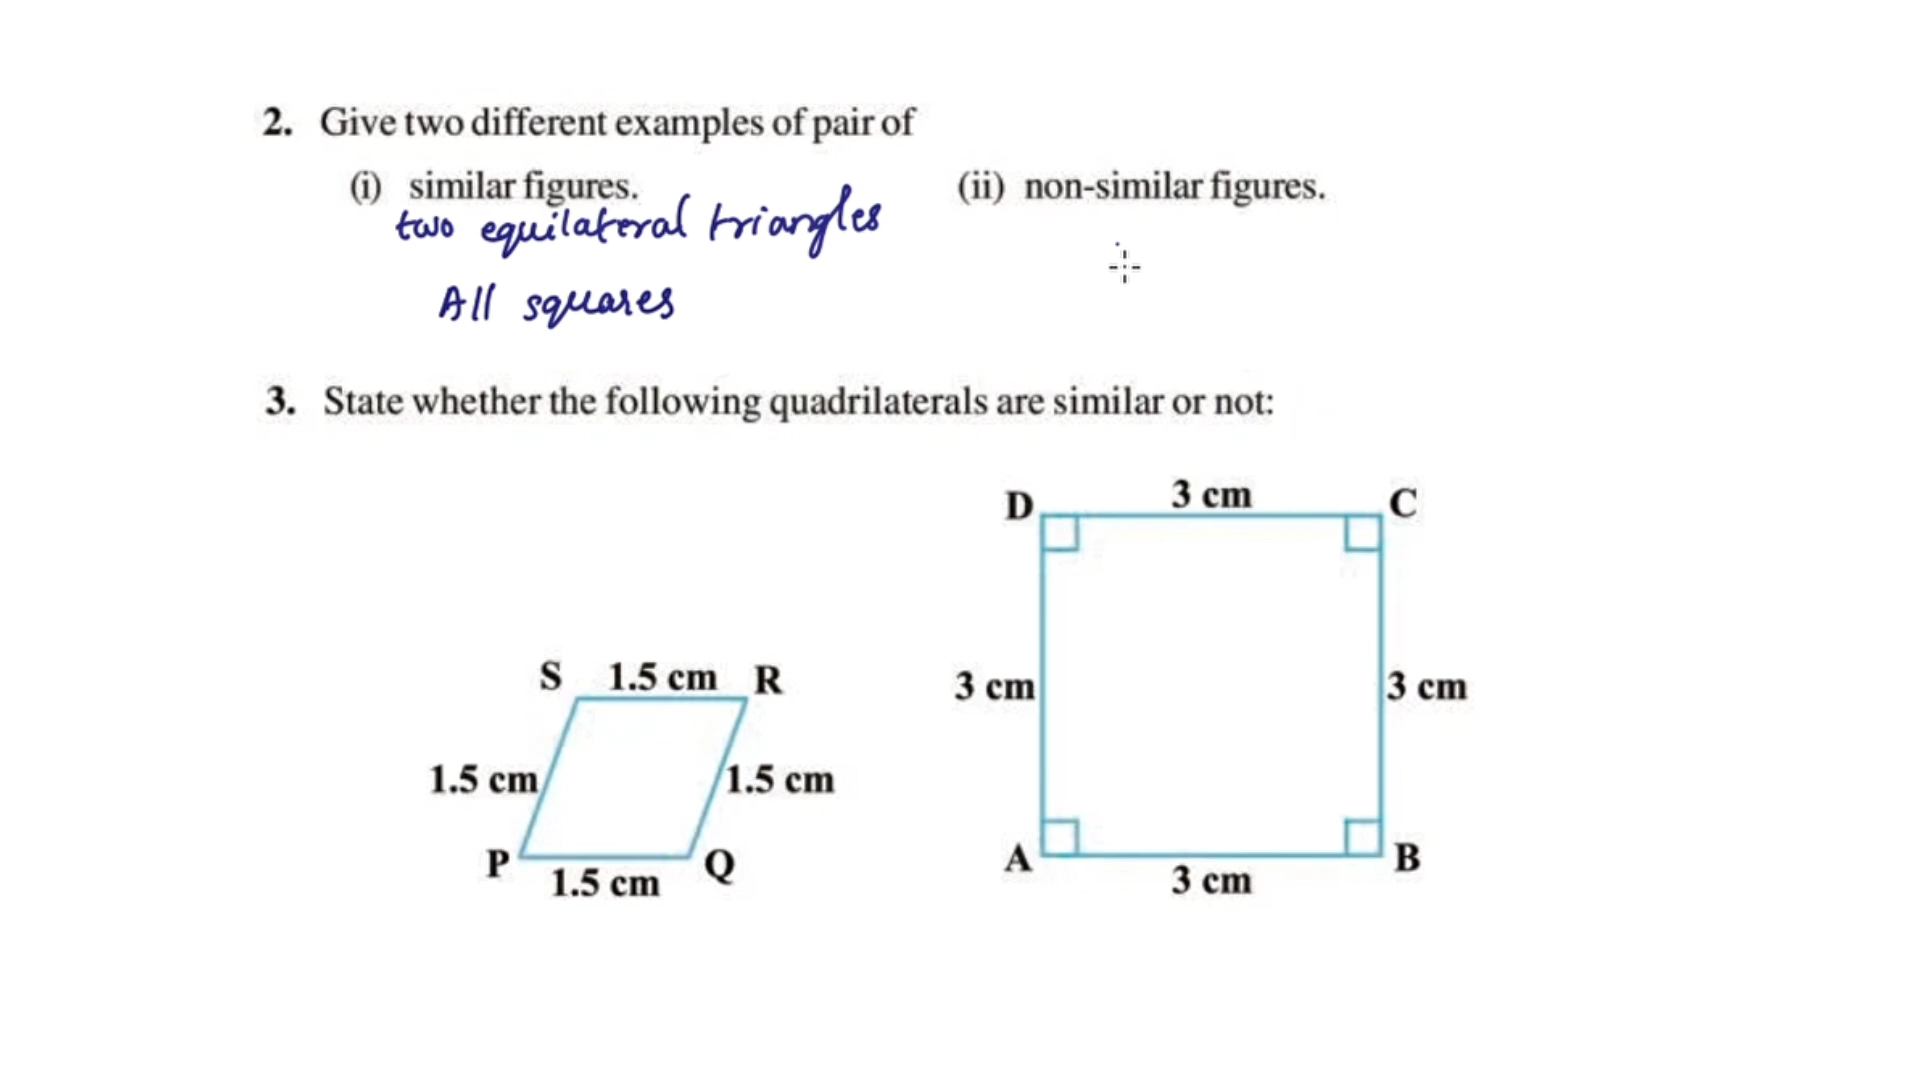 2. Give two different examples of pair of
(i) similar figures. (ii) non-similar figures.
two equilateral triangles
All squares
3. State whether the following quadrilaterals are similar or not:
D 3 cm C
S 1.5 cm R
3 cm 3 cm
1.5 cm 1.5 cm
P 1.5 cm Q
A 3 cm B